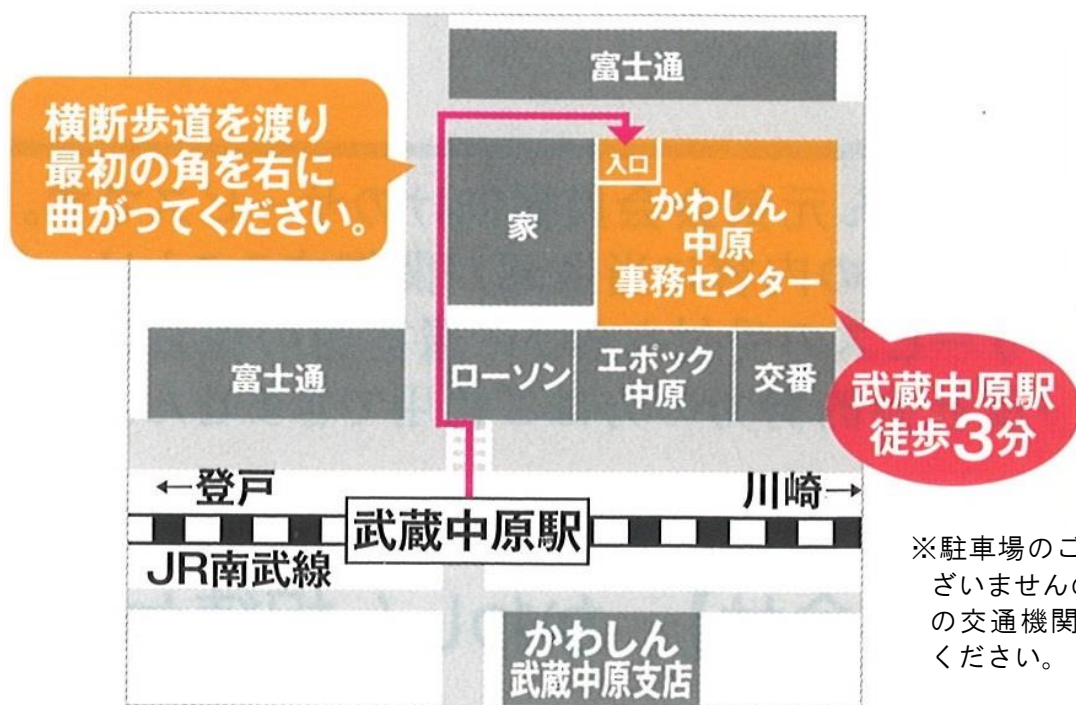 富士通
横断歩道を渡り
最初の角を右に
曲がってください。
入口
家
かわしん
中原
事務センター
富士通
ローソン
エポック
中原
交番
武蔵中原駅
徒歩3分
←登戸
川崎→
武蔵中原駅
JR南武線
かわしん
武蔵中原支店
※駐車場のご
ざいませんの
の交通機関
ください。